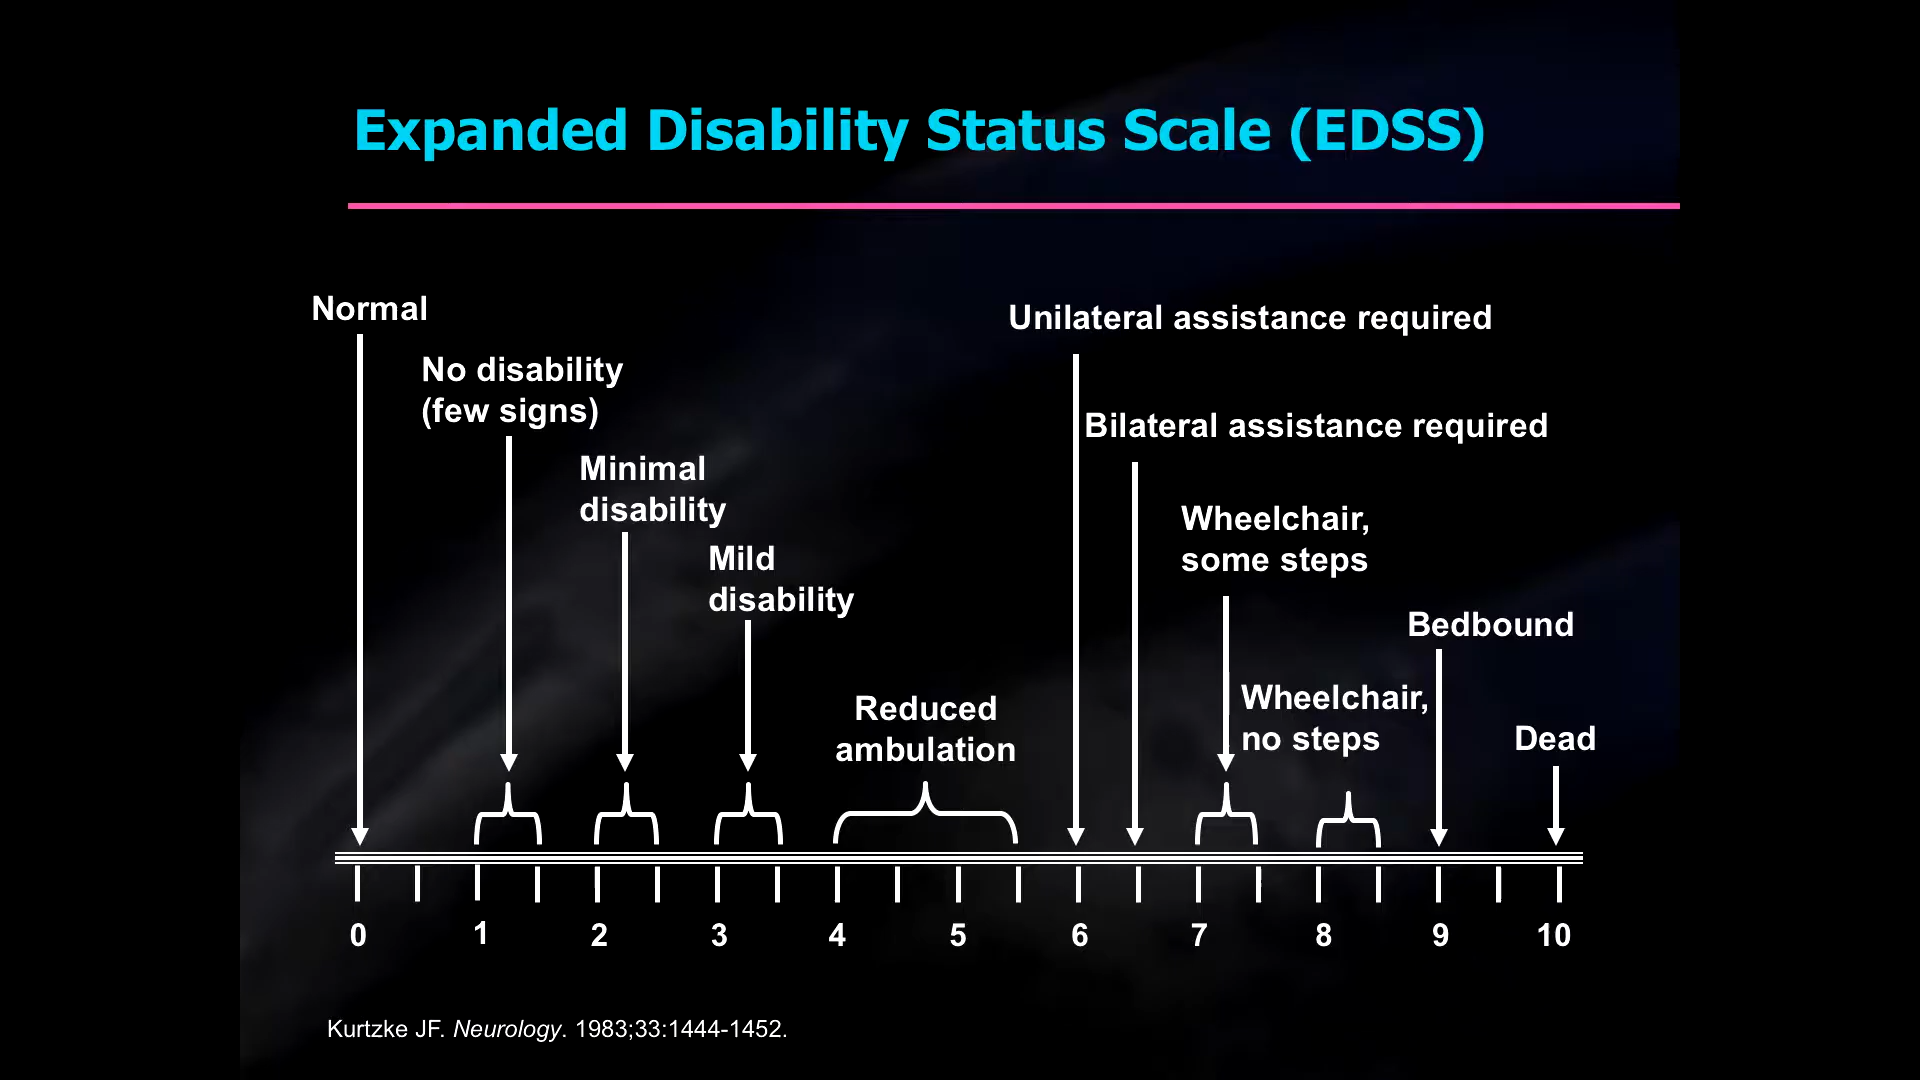 Expanded Disability Status Scale (EDSS)
Normal
No disability
(few signs)
Minimal
disability
Mild
disability
Reduced
ambulation
Unilateral assistance required
Bilateral assistance required
Wheelchair,
some steps
Wheelchair,
no steps
Bedbound
Dead
0 1 2 3 4 5 6 7 8 9 10
Kurtzke JF. Neurology. 1983;33:1444-1452.